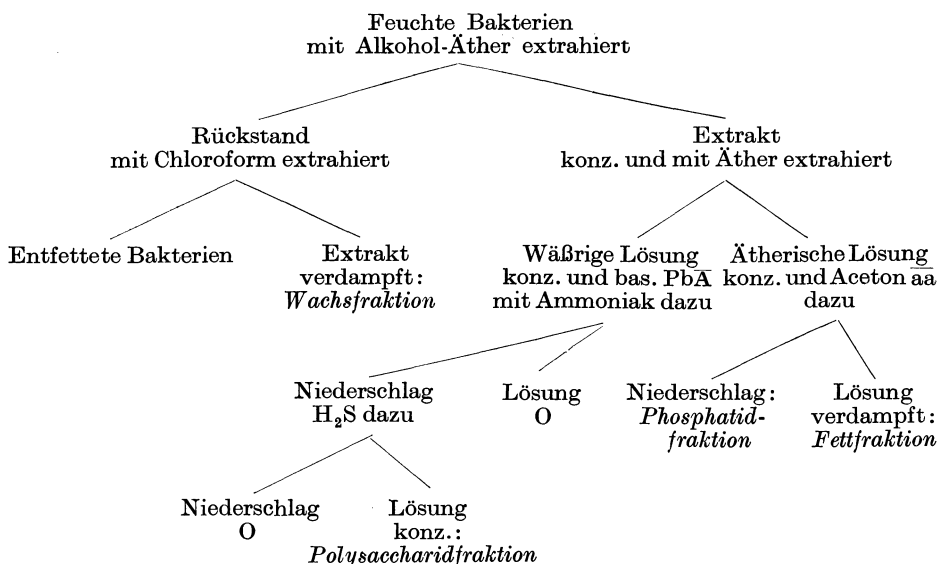 Feuchte Bakterien
mit Alkohol-Äther extrahiert
Rückstand
mit Chloroform extrahiert
Extrakt
konz. und mit Äther extrahiert
Entfettete Bakterien
Extrakt
verdampft:
Wachsfraktion
Wäßrige Lösung
konz. und bas. PbA̅
mit Ammoniak dazu
Ätherische Lösung
konz. und Aceton a̅a̅
dazu
Niederschlag
H₂S dazu
Lösung
O
Niederschlag:
Phosphatid-
fraktion
Lösung
verdampft:
Fettfraktion
Niederschlag
O
Lösung
konz.:
Polysaccharidfraktion